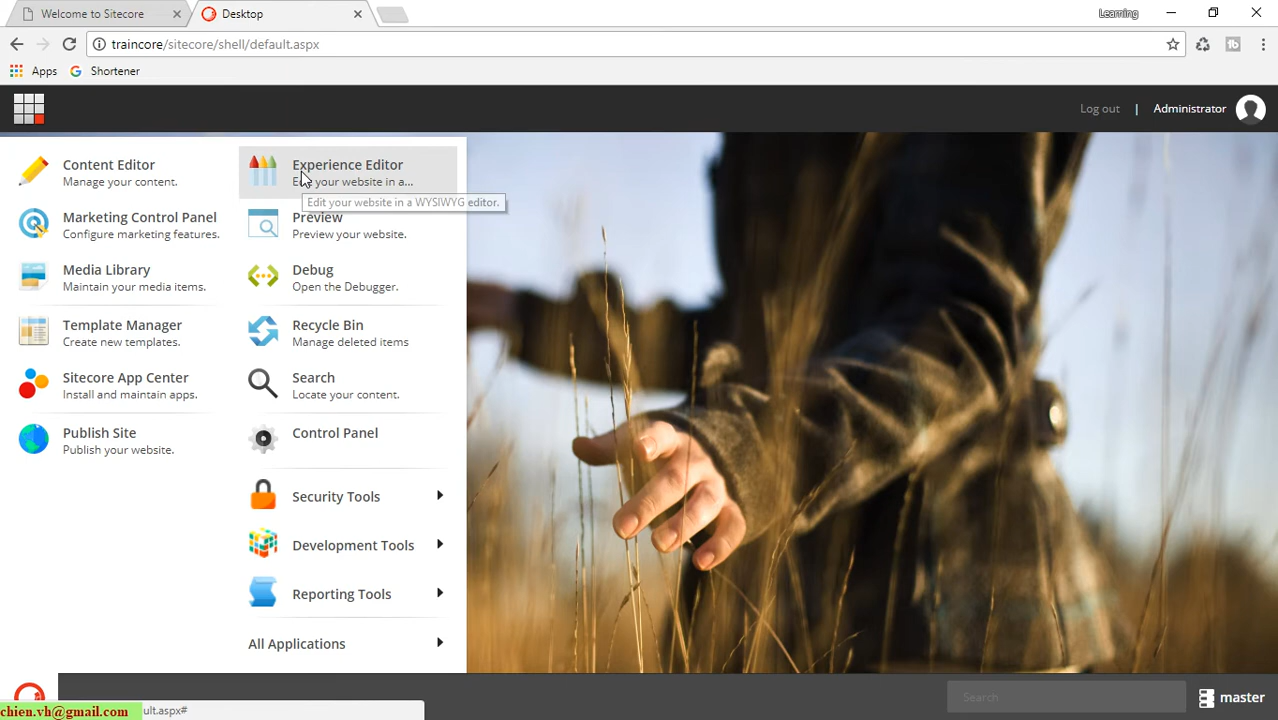 Welcome to Sitecore
Desktop
Learning
traincore/sitecore/shell/default.aspx
Apps
Shortener
Log out | Administrator
Content Editor
Manage your content.
Marketing Control Panel
Configure marketing features.
Media Library
Maintain your media items.
Template Manager
Create new templates.
Sitecore App Center
Install and maintain apps.
Publish Site
Publish your website.
Experience Editor
Edit your website in a...
Edit your website in a WYSIWYG editor.
Preview
Preview your website.
Debug
Open the Debugger.
Recycle Bin
Manage deleted items
Search
Locate your content.
Control Panel
Security Tools
Development Tools
Reporting Tools
All Applications
Search
master
chien.vh@gmail.com
ult.aspx#